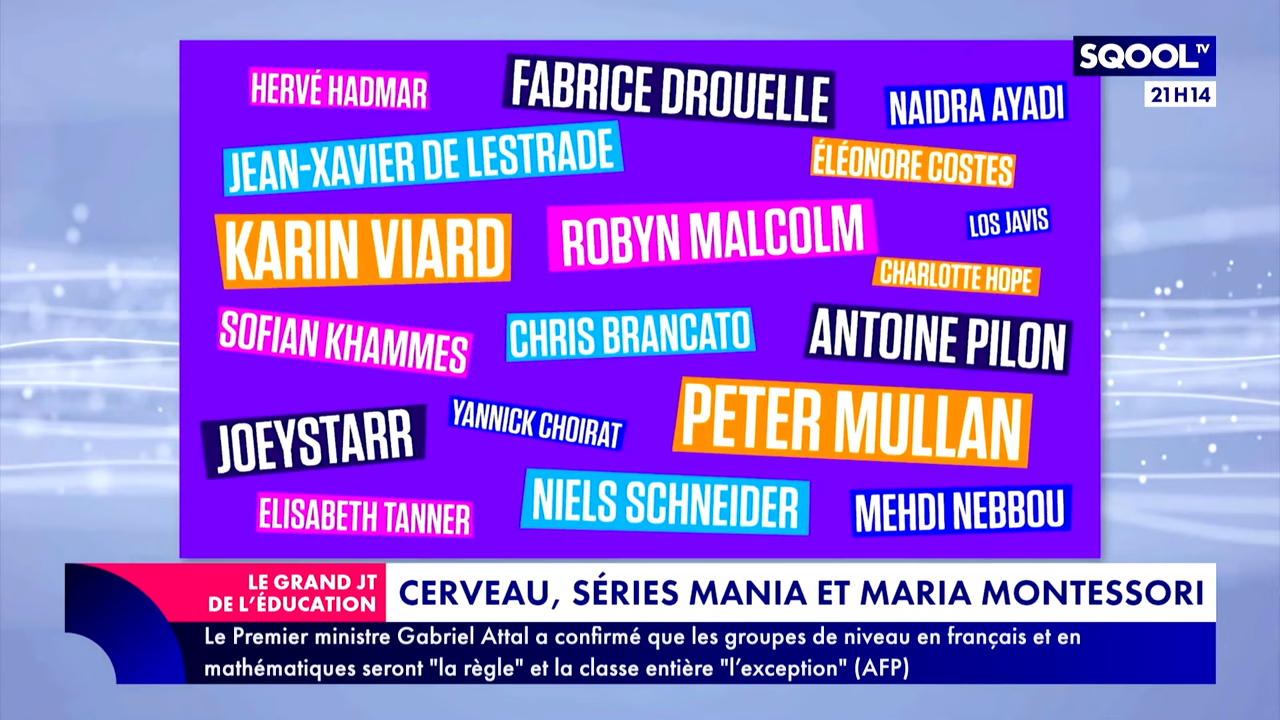 SQOOL TV
21H14
HERVÉ HADMAR
FABRICE DROUELLE
NAIDRA AYADI
JEAN-XAVIER DE LESTRADE
ÉLÉONORE COSTES
KARIN VIARD
ROBYN MALCOLM
LOS JAVIS
CHARLOTTE HOPE
SOFIAN KHAMMES
CHRIS BRANCATO
ANTOINE PILON
JOEYSTARR
YANNICK CHOIRAT
PETER MULLAN
ELISABETH TANNER
NIELS SCHNEIDER
MEHDI NEBBOU
LE GRAND JT
DE L'ÉDUCATION
CERVEAU, SÉRIES MANIA ET MARIA MONTESSORI
Le Premier ministre Gabriel Attal a confirmé que les groupes de niveau en français et en
mathématiques seront "la règle" et la classe entière "l'exception" (AFP)